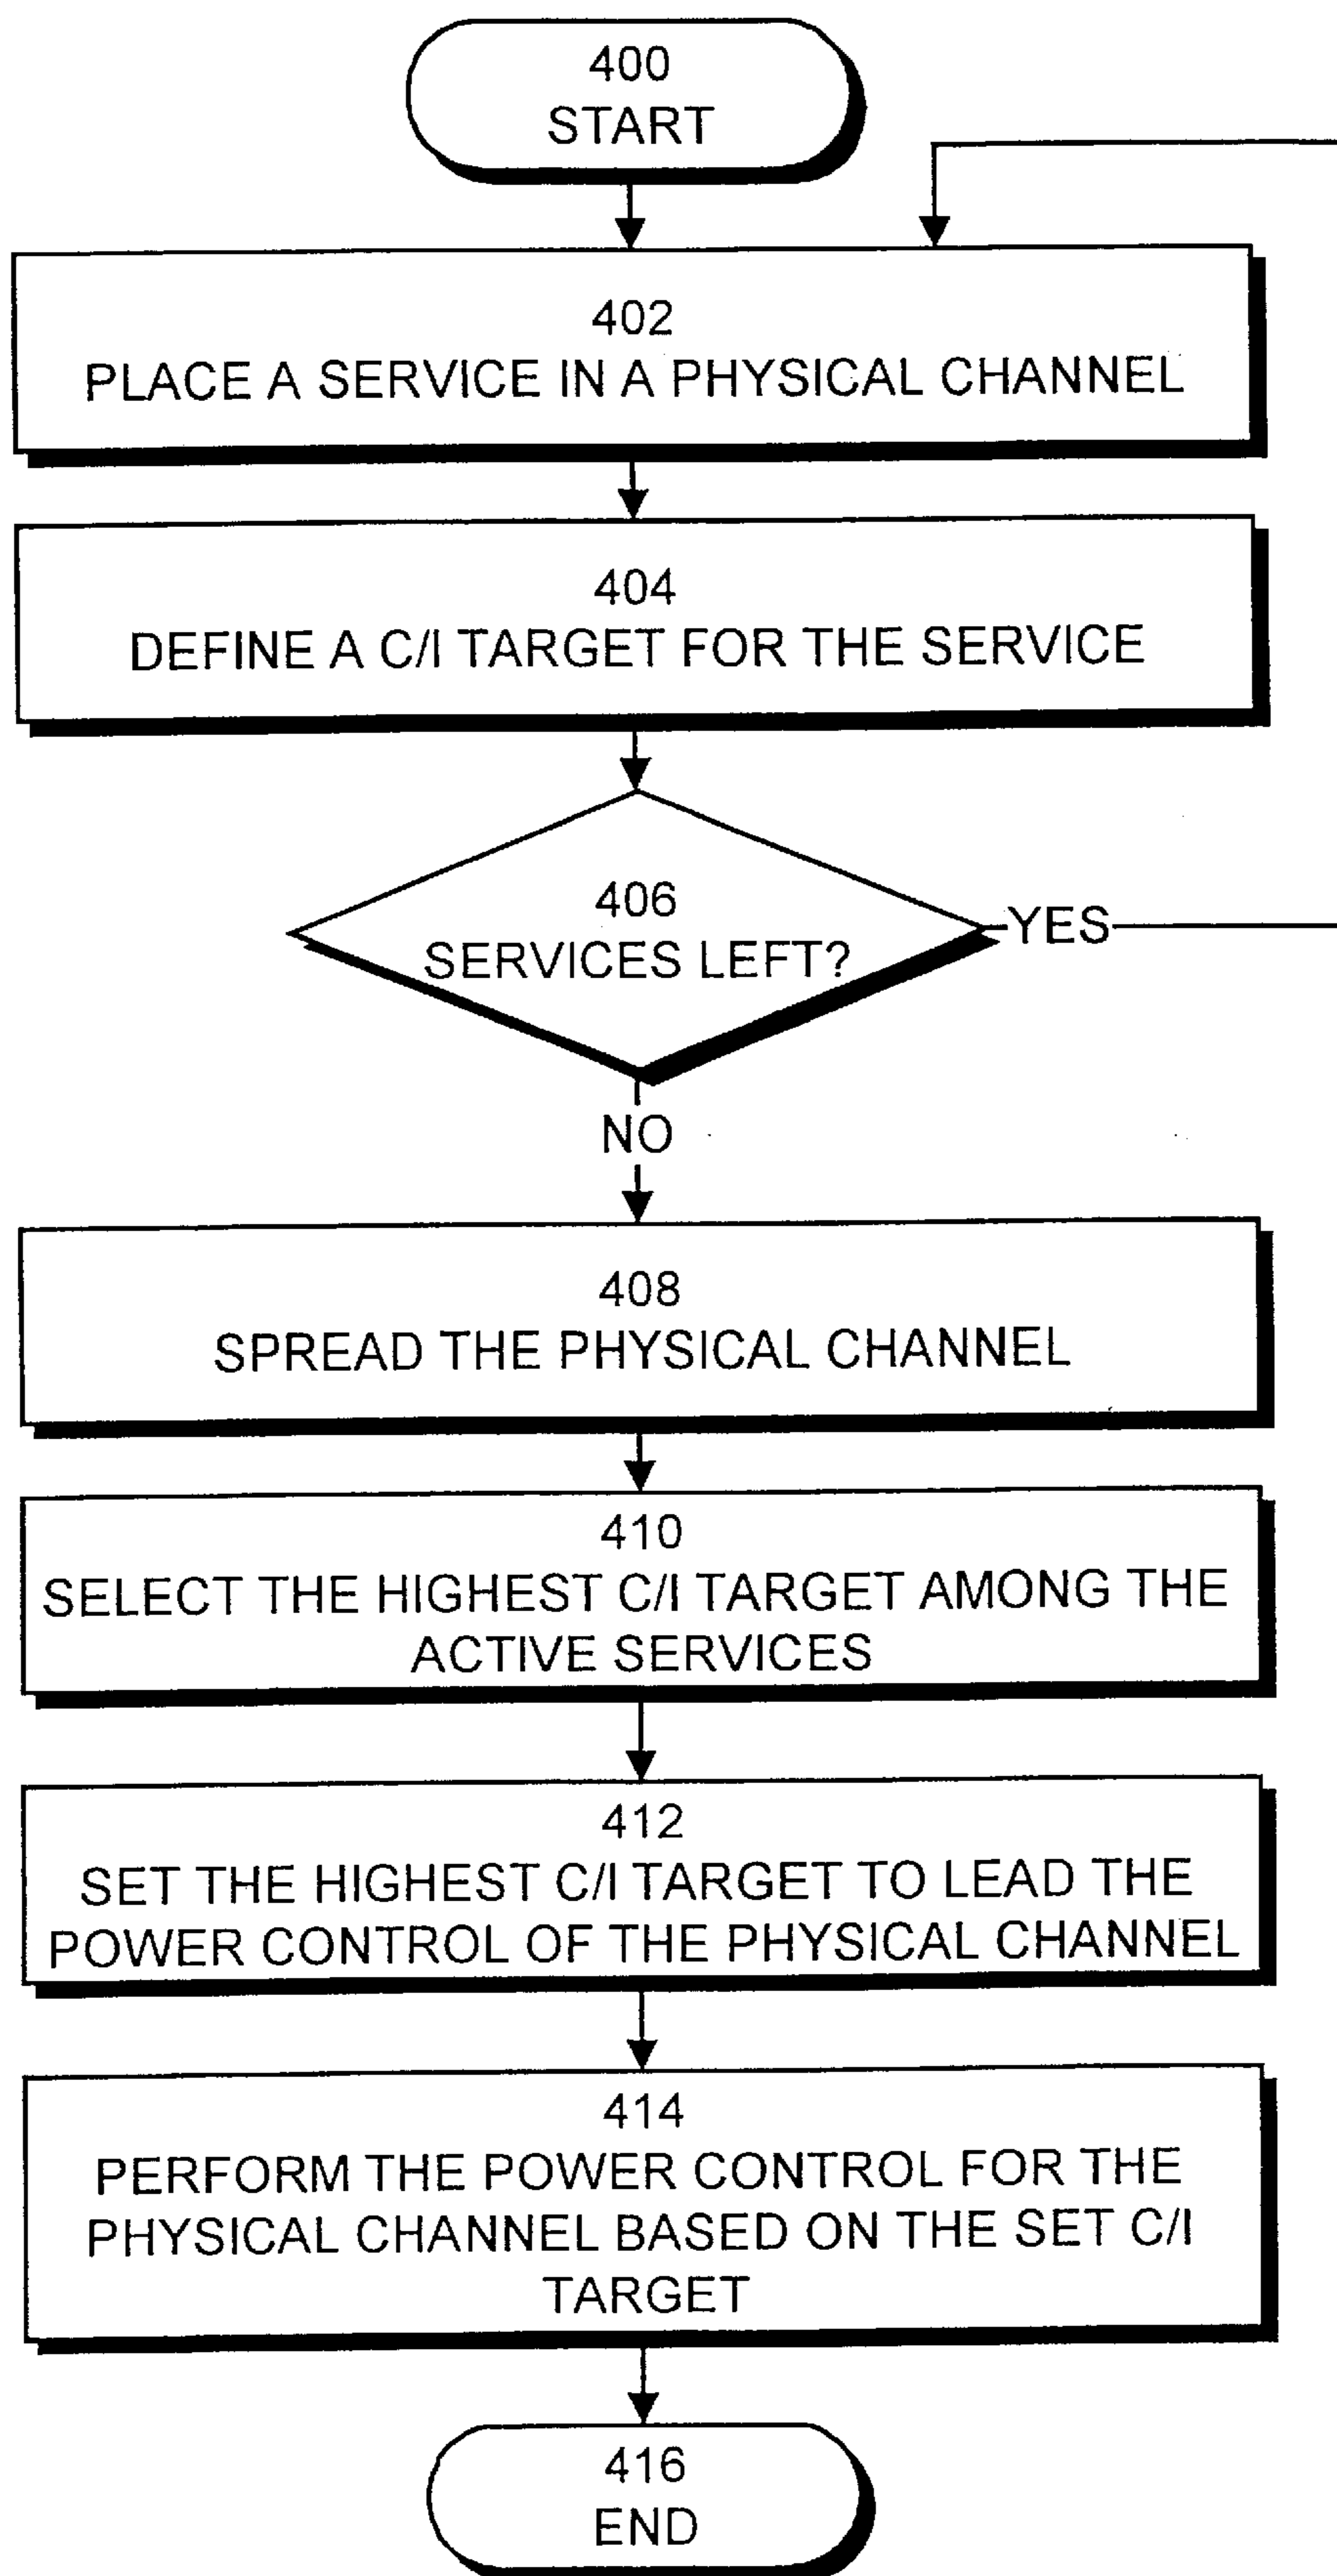 400
START
402
PLACE A SERVICE IN A PHYSICAL CHANNEL
404
DEFINE A C/I TARGET FOR THE SERVICE
406
SERVICES LEFT?
YES
NO
408
SPREAD THE PHYSICAL CHANNEL
410
SELECT THE HIGHEST C/I TARGET AMONG THE
ACTIVE SERVICES
412
SET THE HIGHEST C/I TARGET TO LEAD THE
POWER CONTROL OF THE PHYSICAL CHANNEL
414
PERFORM THE POWER CONTROL FOR THE
PHYSICAL CHANNEL BASED ON THE SET C/I
TARGET
416
END